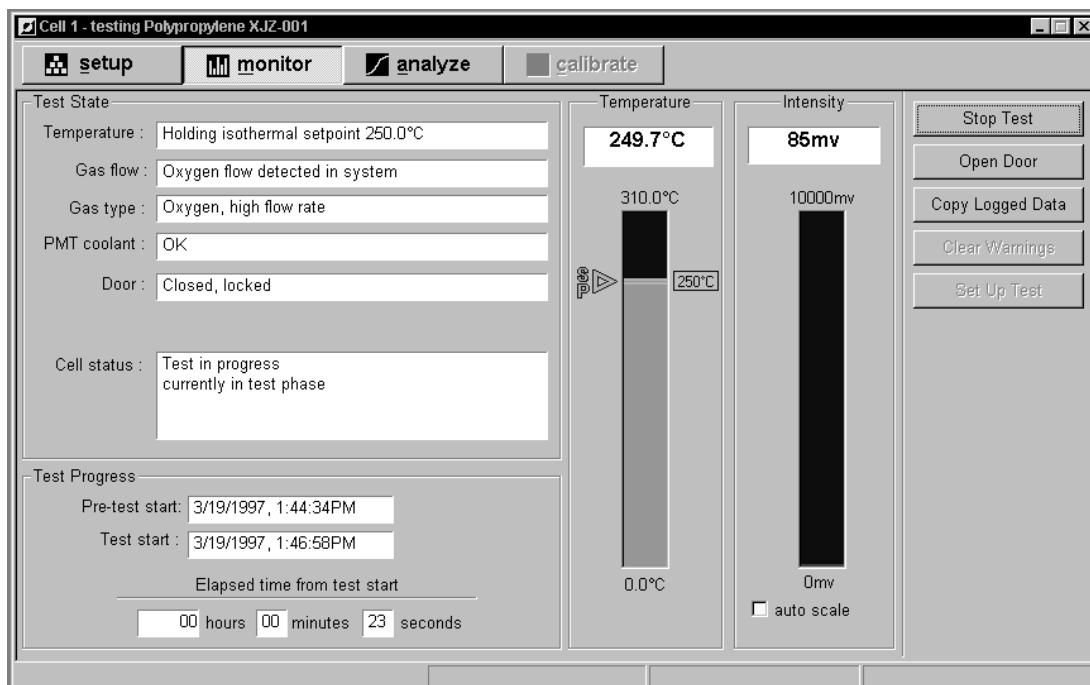 Cell 1 - testing Polypropylene XJZ-001
setup monitor analyze calibrate
Test State
Temperature : Holding isothermal setpoint 250.0°C
Gas flow : Oxygen flow detected in system
Gas type : Oxygen, high flow rate
PMT coolant : OK
Door : Closed, locked
Cell status : Test in progress
currently in test phase
Test Progress
Pre-test start: 3/19/1997, 1:44:34PM
Test start : 3/19/1997, 1:46:58PM
Elapsed time from test start
00 hours 00 minutes 23 seconds
Temperature
249.7°C
310.0°C
250°C
0.0°C
Intensity
85mv
10000mv
0mv
auto scale
Stop Test
Open Door
Copy Logged Data
Clear Warnings
Set Up Test